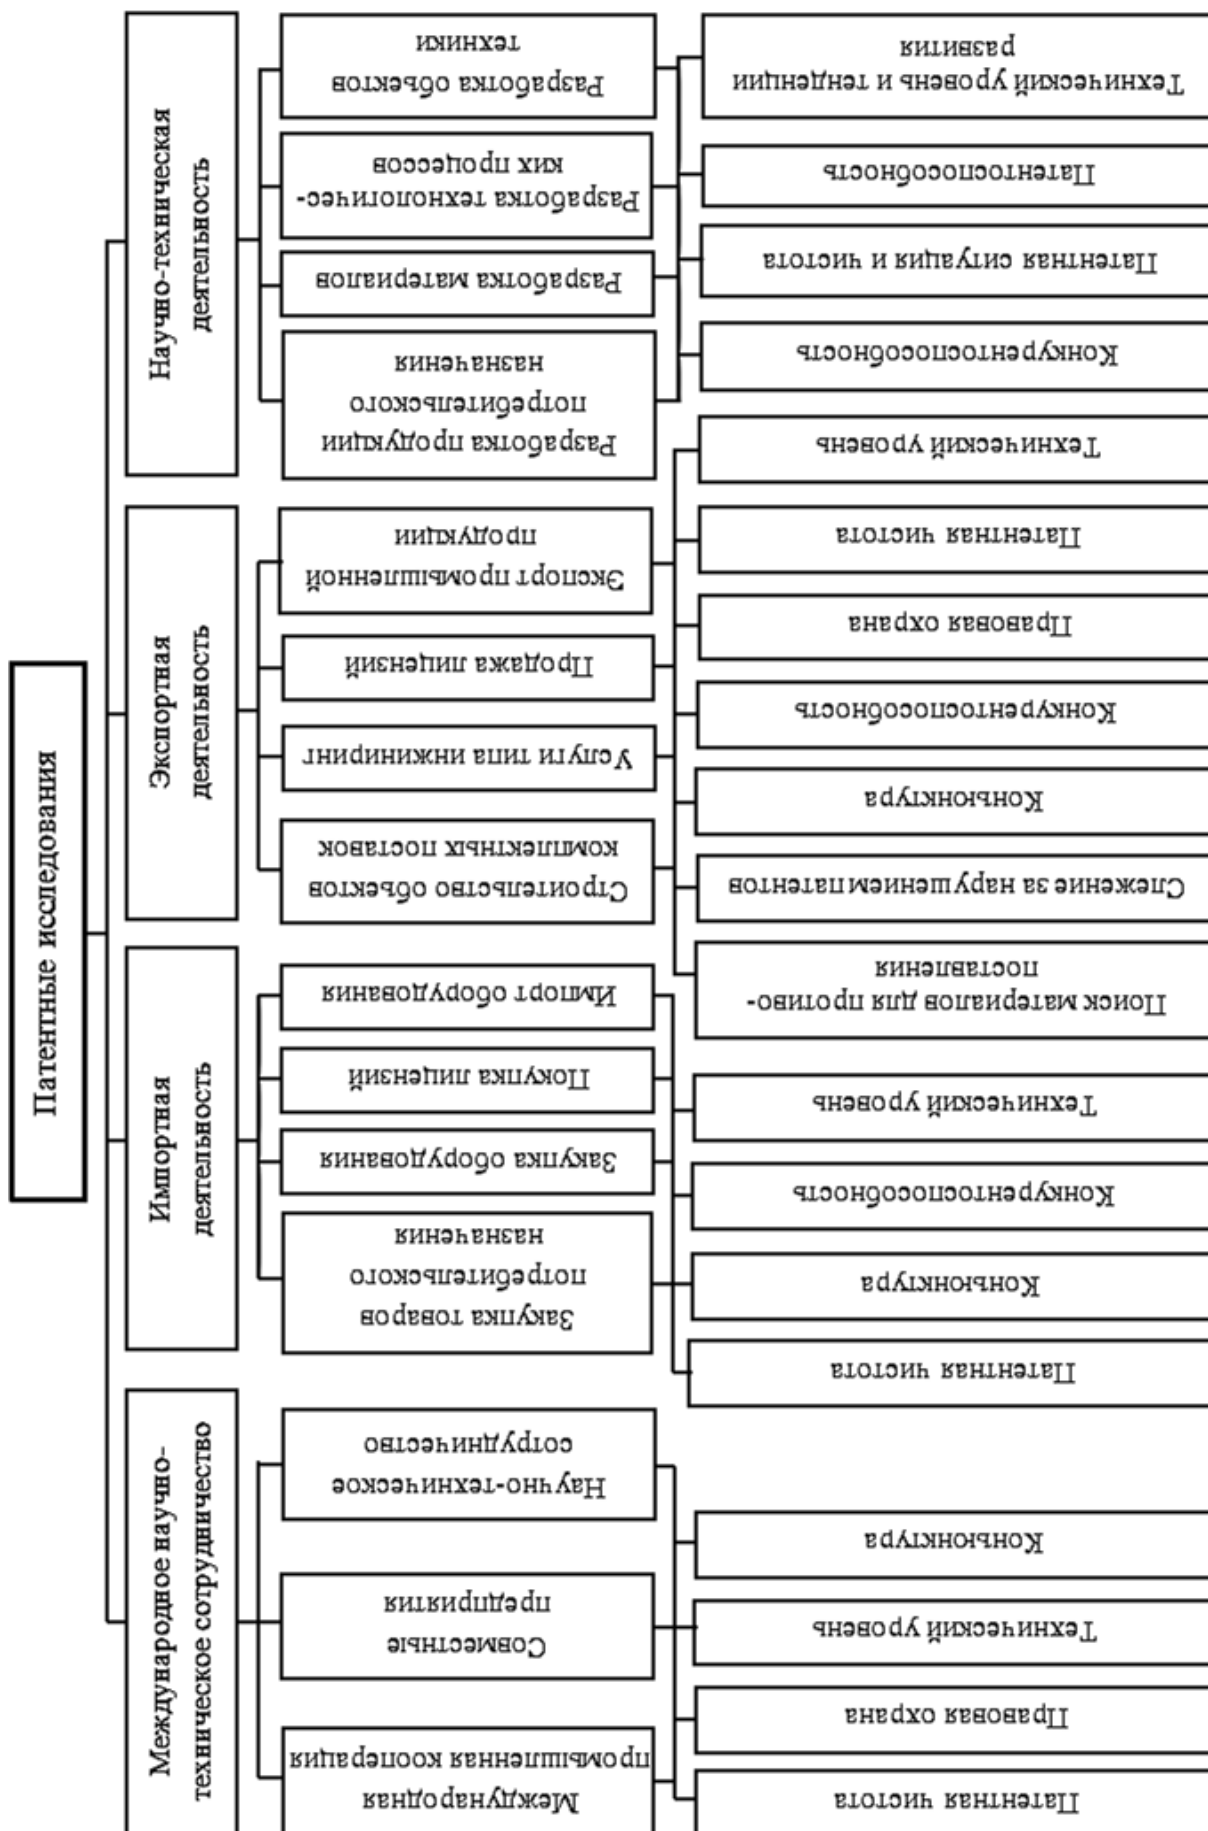 Патентные исследования
Научно-техническая
деятельность
Разработка объектов
техники
Разработка технологичес-
ких процессов
Разработка материалов
Разработка продукции
потребительского
назначения
Технический уровень и тенденции
развития
Патентоспособность
Патентная ситуация и чистота
Конкурентоспособность
Экспортная
деятельность
Экспорт промышленной
продукции
Продажа лицензий
Услуги типа инжиниринг
Строительство объектов
комплектных поставок
Технический уровень
Патентная чистота
Правовая охрана
Конкурентоспособность
Конъюнктура
Слежение за нарушением патентов
Поиск материалов для противо-
поставления
Импортная
деятельность
Импорт оборудования
Покупка лицензий
Закупка оборудования
Закупка товаров
потребительского
назначения
Технический уровень
Конкурентоспособность
Конъюнктура
Патентная чистота
Международное научно-
техническое сотрудничество
Научно-техническое
сотрудничество
Совместные
предприятия
Международная
промышленная кооперация
Конъюнктура
Технический уровень
Правовая охрана
Патентная чистота